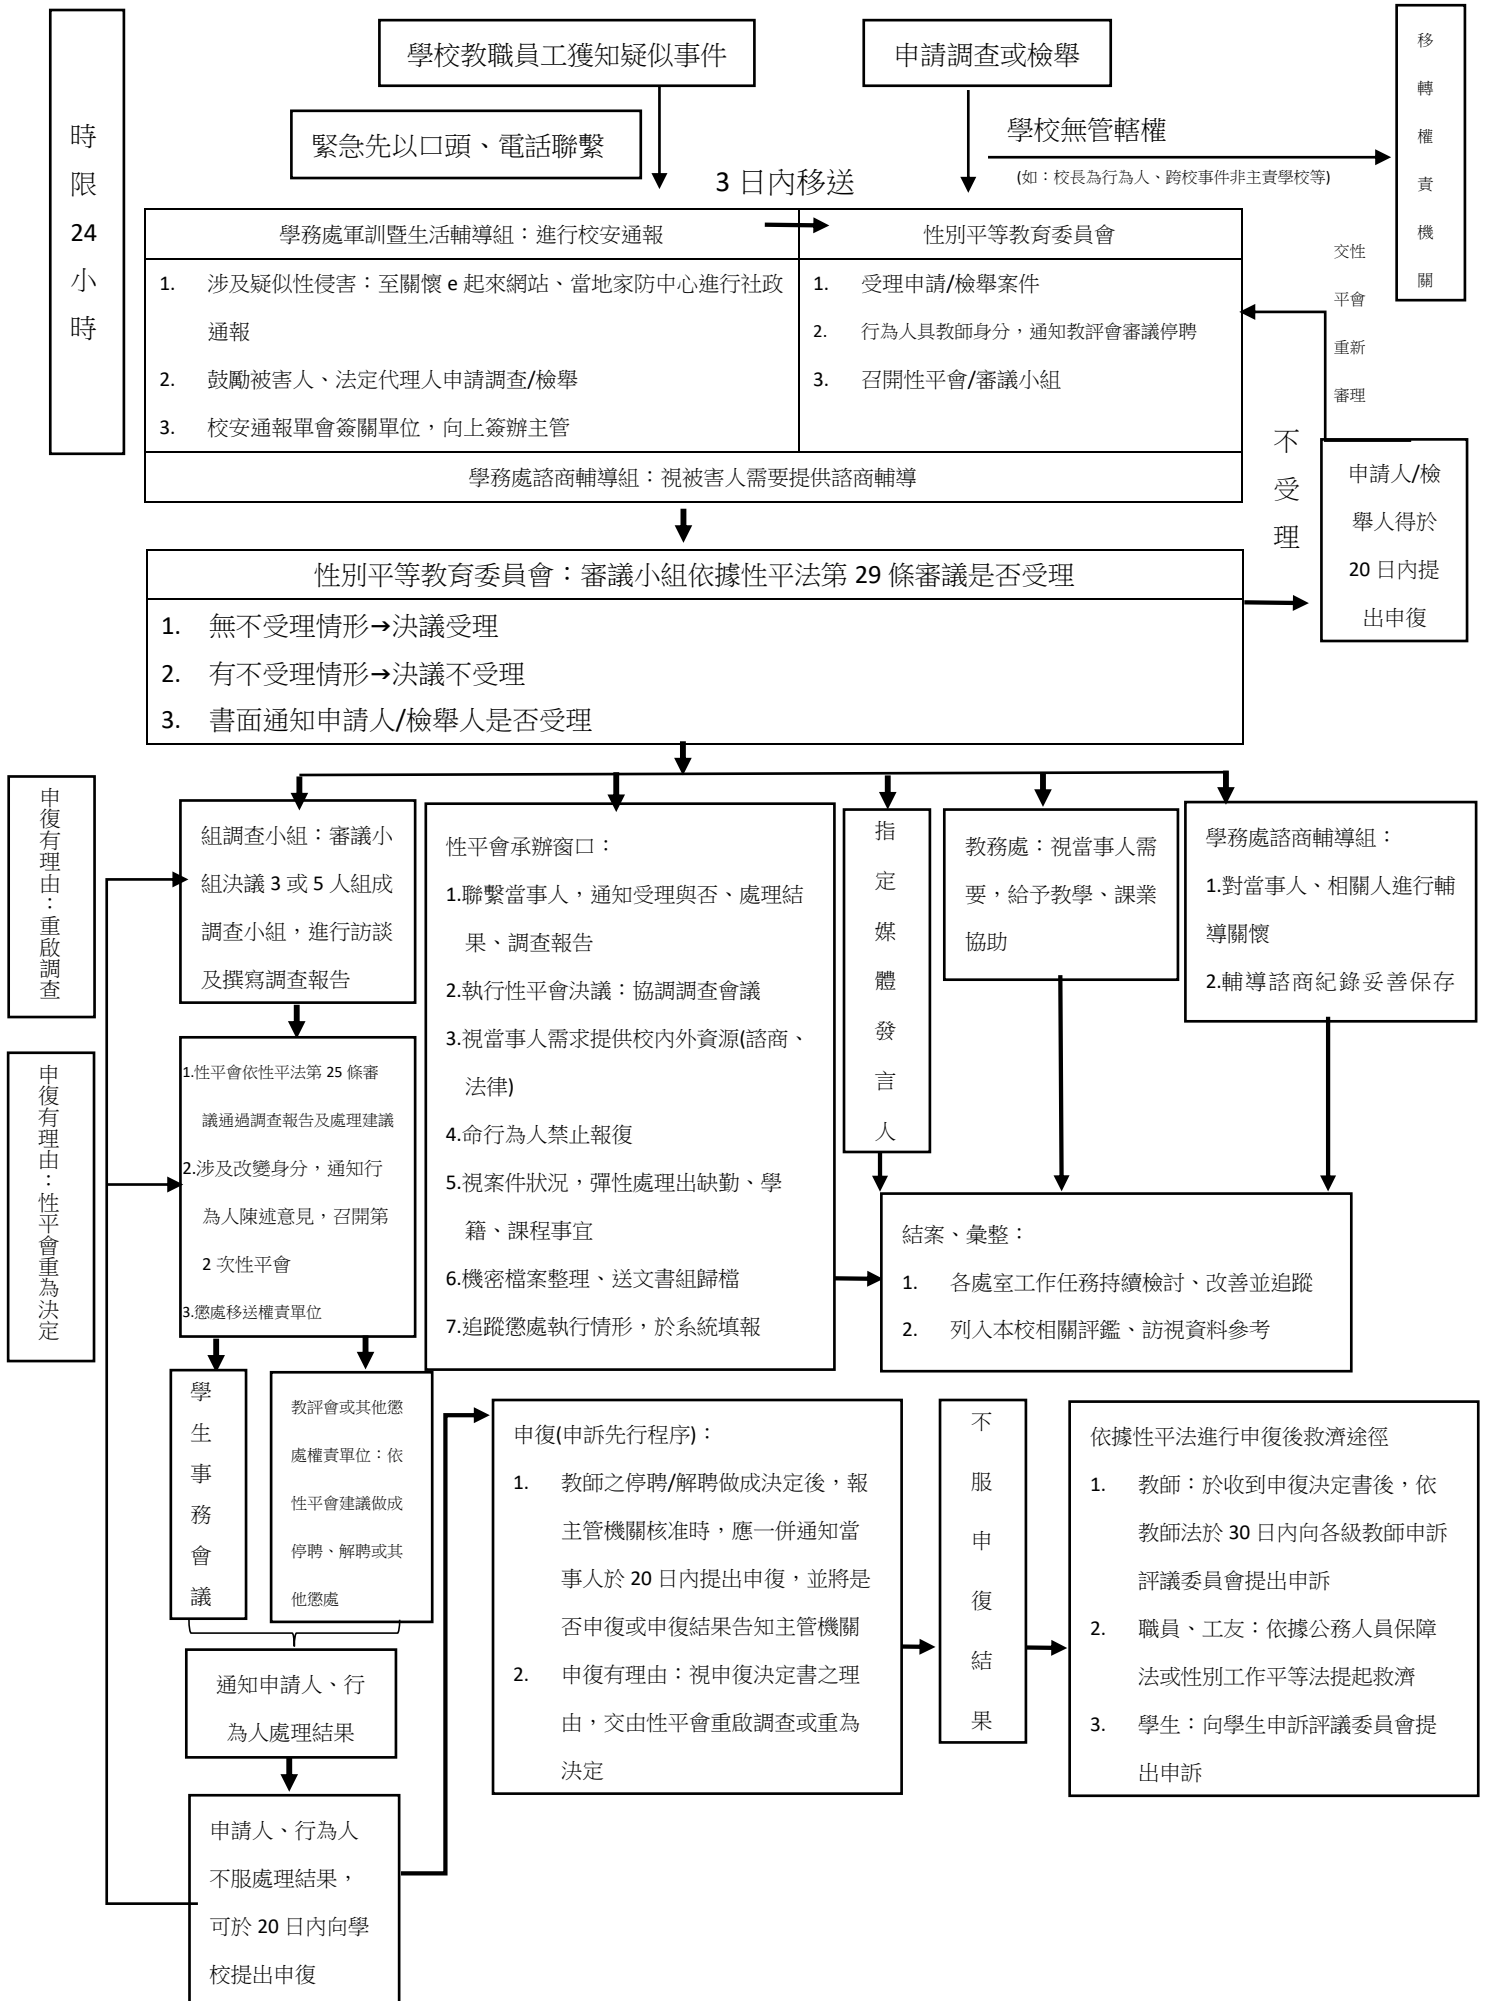 學校教職員工獲知疑似事件
申請調查或檢舉
移
轉
權
責
機
關
時
限
24
小
時
緊急先以口頭、電話聯繫
學校無管轄權
(如：校長為行為人、跨校事件非主責學校等)
3 日內移送
學務處軍訓暨生活輔導組：進行校安通報
1. 涉及疑似性侵害：至關懷 e 起來網站、當地家防中心進行社政
通報
2. 鼓勵被害人、法定代理人申請調查/檢舉
3. 校安通報單會簽關單位，向上簽辦主管
性別平等教育委員會
1. 受理申請/檢舉案件
2. 行為人具教師身分，通知教評會審議停聘
3. 召開性平會/審議小組
學務處諮商輔導組：視被害人需要提供諮商輔導
交性
平會
重新
審理
不
受
理
申請人/檢
舉人得於
20 日內提
出申復
性別平等教育委員會：審議小組依據性平法第 29 條審議是否受理
1. 無不受理情形→決議受理
2. 有不受理情形→決議不受理
3. 書面通知申請人/檢舉人是否受理
申復有理由：重啟調查
申復有理由：性平會重為決定
組調查小組：審議小
組決議 3 或 5 人組成
調查小組，進行訪談
及撰寫調查報告
1.性平會依性平法第 25 條審
議通過調查報告及處理建議
2.涉及改變身分，通知行
為人陳述意見，召開第
2 次性平會
3.懲處移送權責單位
性平會承辦窗口：
1.聯繫當事人，通知受理與否、處理結
果、調查報告
2.執行性平會決議：協調調查會議
3.視當事人需求提供校內外資源(諮商、
法律)
4.命行為人禁止報復
5.視案件狀況，彈性處理出缺勤、學
籍、課程事宜
6.機密檔案整理、送文書組歸檔
7.追蹤懲處執行情形，於系統填報
指
定
媒
體
發
言
人
教務處：視當事人需
要，給予教學、課業
協助
學務處諮商輔導組：
1.對當事人、相關人進行輔
導關懷
2.輔導諮商紀錄妥善保存
結案、彙整：
1. 各處室工作任務持續檢討、改善並追蹤
2. 列入本校相關評鑑、訪視資料參考
學
生
事
務
會
議
教評會或其他懲
處權責單位：依
性平會建議做成
停聘、解聘或其
他懲處
通知申請人、行
為人處理結果
申請人、行為人
不服處理結果，
可於 20 日內向學
校提出申復
申復(申訴先行程序)：
1. 教師之停聘/解聘做成決定後，報
主管機關核准時，應一併通知當
事人於 20 日內提出申復，並將是
否申復或申復結果告知主管機關
2. 申復有理由：視申復決定書之理
由，交由性平會重啟調查或重為
決定
不
服
申
復
結
果
依據性平法進行申復後救濟途徑
1. 教師：於收到申復決定書後，依
教師法於 30 日內向各級教師申訴
評議委員會提出申訴
2. 職員、工友：依據公務人員保障
法或性別工作平等法提起救濟
3. 學生：向學生申訴評議委員會提
出申訴